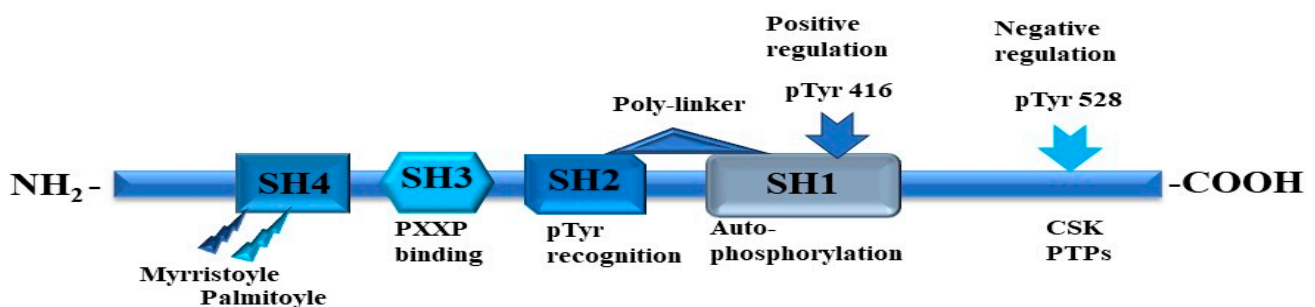 Positive
regulation
pTyr 416
Negative
regulation
pTyr 528
Poly-linker
NH2 -
SH4
SH3
SH2
SH1
-COOH
PXXP
binding
pTyr
recognition
Auto-
phosphorylation
CSK
PTPs
Myrristoyle
Palmitoyle